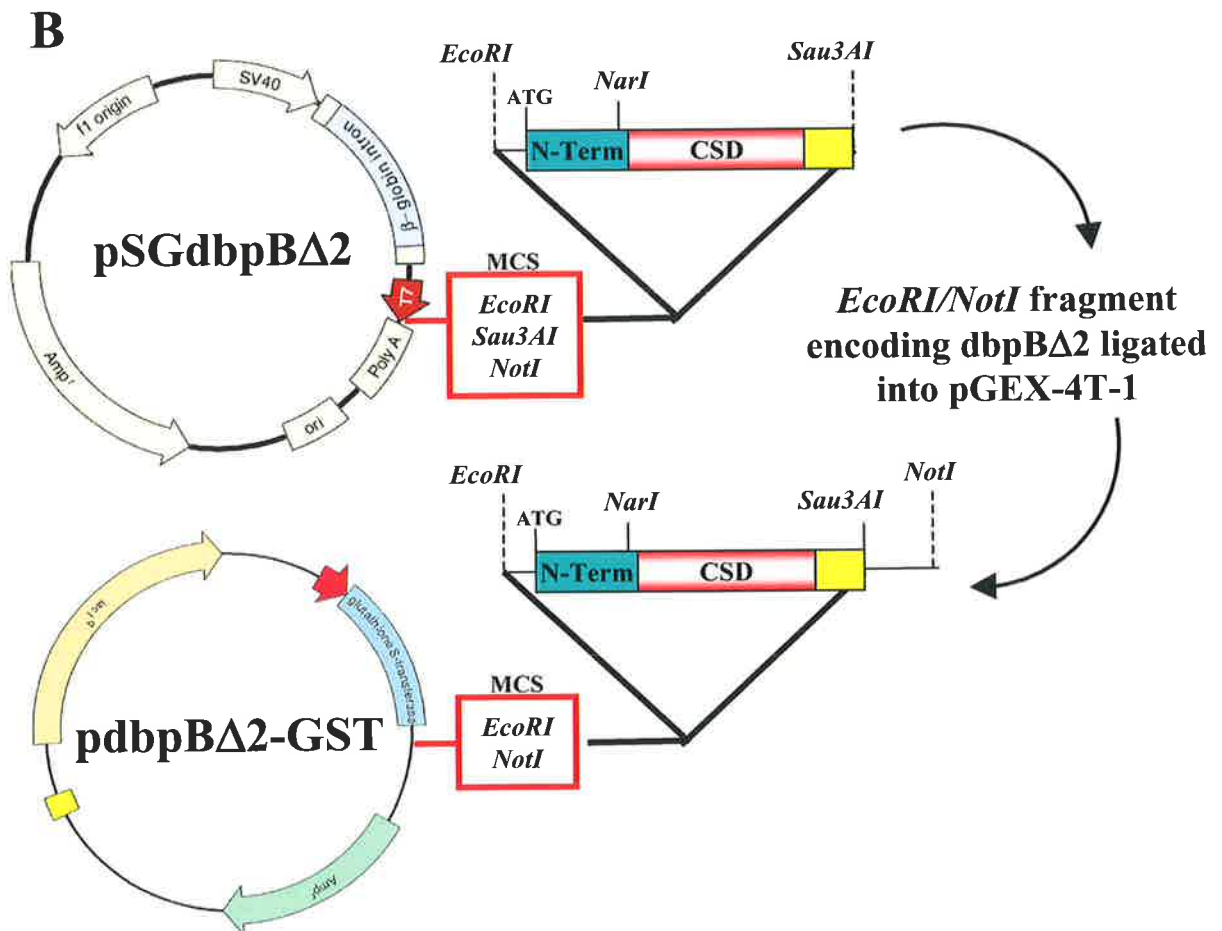 B
EcoRI
Sau3AI
ATG
NarI
N-Term
CSD
SV40
f1 origin
β-globin intron
pSGdbpBΔ2
T7
MCS
EcoRI
Sau3AI
NotI
Poly A
ori
Ampʳ
EcoRI/NotI fragment
encoding dbpBΔ2 ligated
into pGEX-4T-1
EcoRI
NotI
ATG
NarI
Sau3AI
N-Term
CSD
lac Iq
glutathione S-transferase
pdbpBΔ2-GST
MCS
EcoRI
NotI
Ampʳ